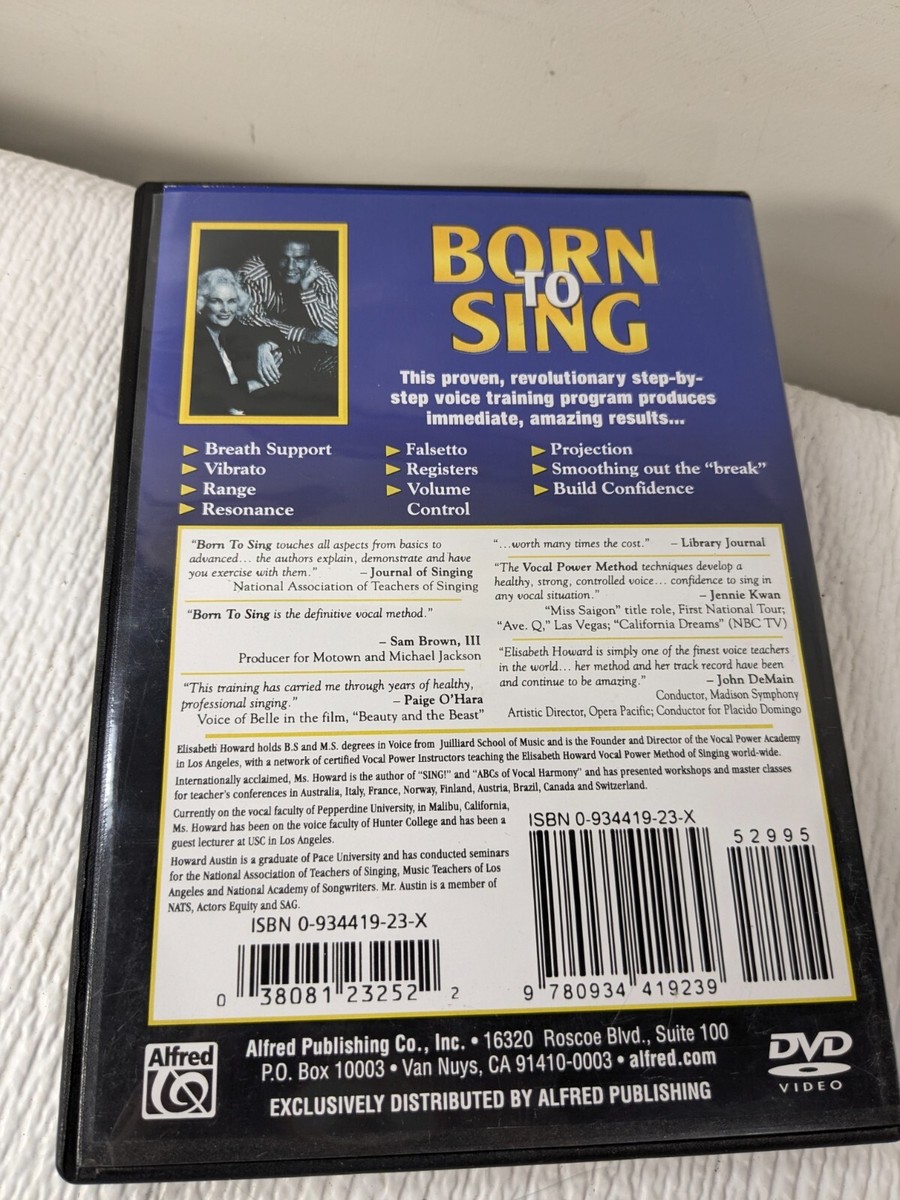 BORN
TO
SING
This proven, revolutionary step-by-
step voice training program produces
immediate, amazing results...
Breath Support
Vibrato
Range
Resonance
Falsetto
Registers
Volume
Control
Projection
Smoothing out the “break”
Build Confidence
“Born To Sing touches all aspects from basics to
advanced... the authors explain, demonstrate and have
you exercise with them.” – Journal of Singing
National Association of Teachers of Singing
“Born To Sing is the definitive vocal method.”
– Sam Brown, III
Producer for Motown and Michael Jackson
“This training has carried me through years of healthy,
professional singing.” – Paige O’Hara
Voice of Belle in the film, “Beauty and the Beast”
“...worth many times the cost.” – Library Journal
“The Vocal Power Method techniques develop a
healthy, strong, controlled voice... confidence to sing in
any vocal situation.” – Jennie Kwan
“Miss Saigon” title role, First National Tour;
“Ave. Q,” Las Vegas; “California Dreams” (NBC TV)
“Elisabeth Howard is simply one of the finest voice teachers
in the world... her method and her track record have been
and continue to be amazing.” – John DeMain
Conductor, Madison Symphony
Artistic Director, Opera Pacific; Conductor for Placido Domingo
Elisabeth Howard holds B.S and M.S. degrees in Voice from Juilliard School of Music and is the Founder and Director of the Vocal Power Academy
in Los Angeles, with a network of certified Vocal Power Instructors teaching the Elisabeth Howard Vocal Power Method of Singing world-wide.
Internationally acclaimed, Ms. Howard is the author of “SING!” and “ABCs of Vocal Harmony” and has presented workshops and master classes
for teacher’s conferences in Australia, Italy, France, Norway, Finland, Austria, Brazil, Canada and Switzerland.
Currently on the vocal faculty of Pepperdine University, in Malibu, California,
Ms. Howard has been on the voice faculty of Hunter College and has been a
guest lecturer at USC in Los Angeles.
Howard Austin is a graduate of Pace University and has conducted seminars
for the National Association of Teachers of Singing, Music Teachers of Los
Angeles and National Academy of Songwriters. Mr. Austin is a member of
NATS, Actors Equity and SAG.
ISBN 0-934419-23-X
0 38081 23252 2
ISBN 0-934419-23-X
52995
9 780934 419239
Alfred
Alfred Publishing Co., Inc. • 16320 Roscoe Blvd., Suite 100
P.O. Box 10003 • Van Nuys, CA 91410-0003 • alfred.com
EXCLUSIVELY DISTRIBUTED BY ALFRED PUBLISHING
DVD
VIDEO